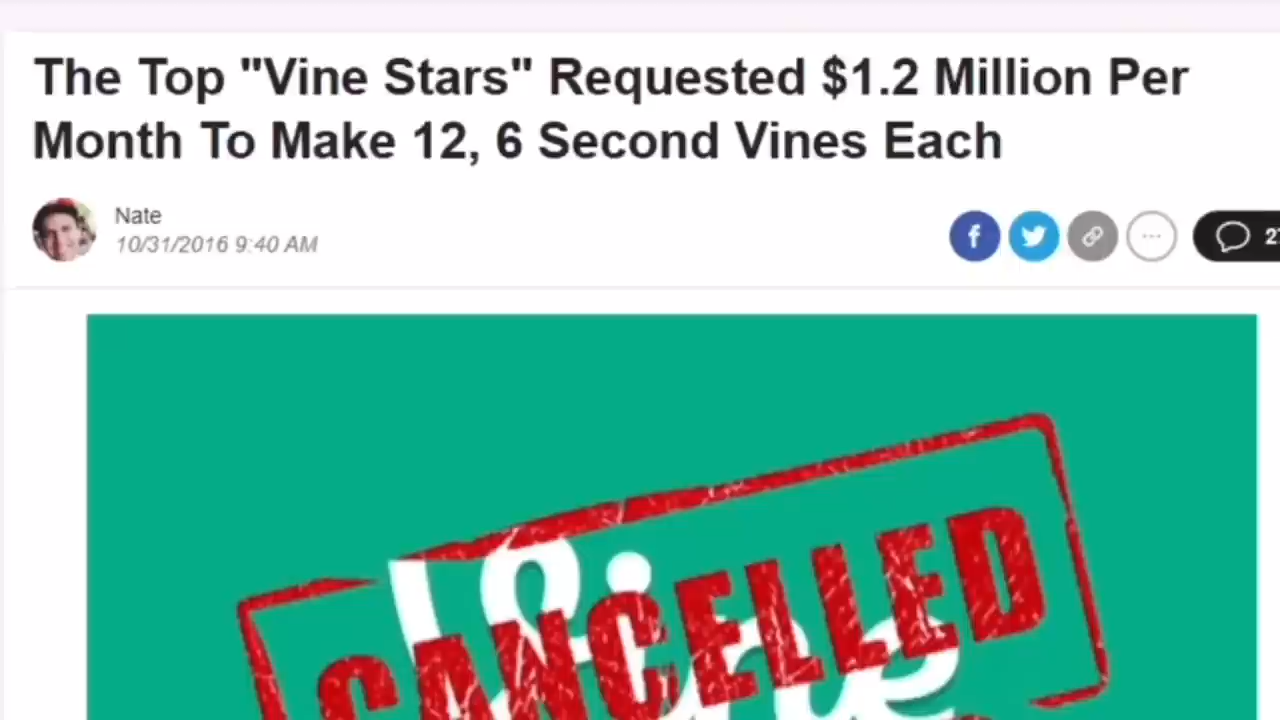 The Top "Vine Stars" Requested $1.2 Million Per
Month To Make 12, 6 Second Vines Each
Nate
10/31/2016 9:40 AM
Vine
CANCELLED